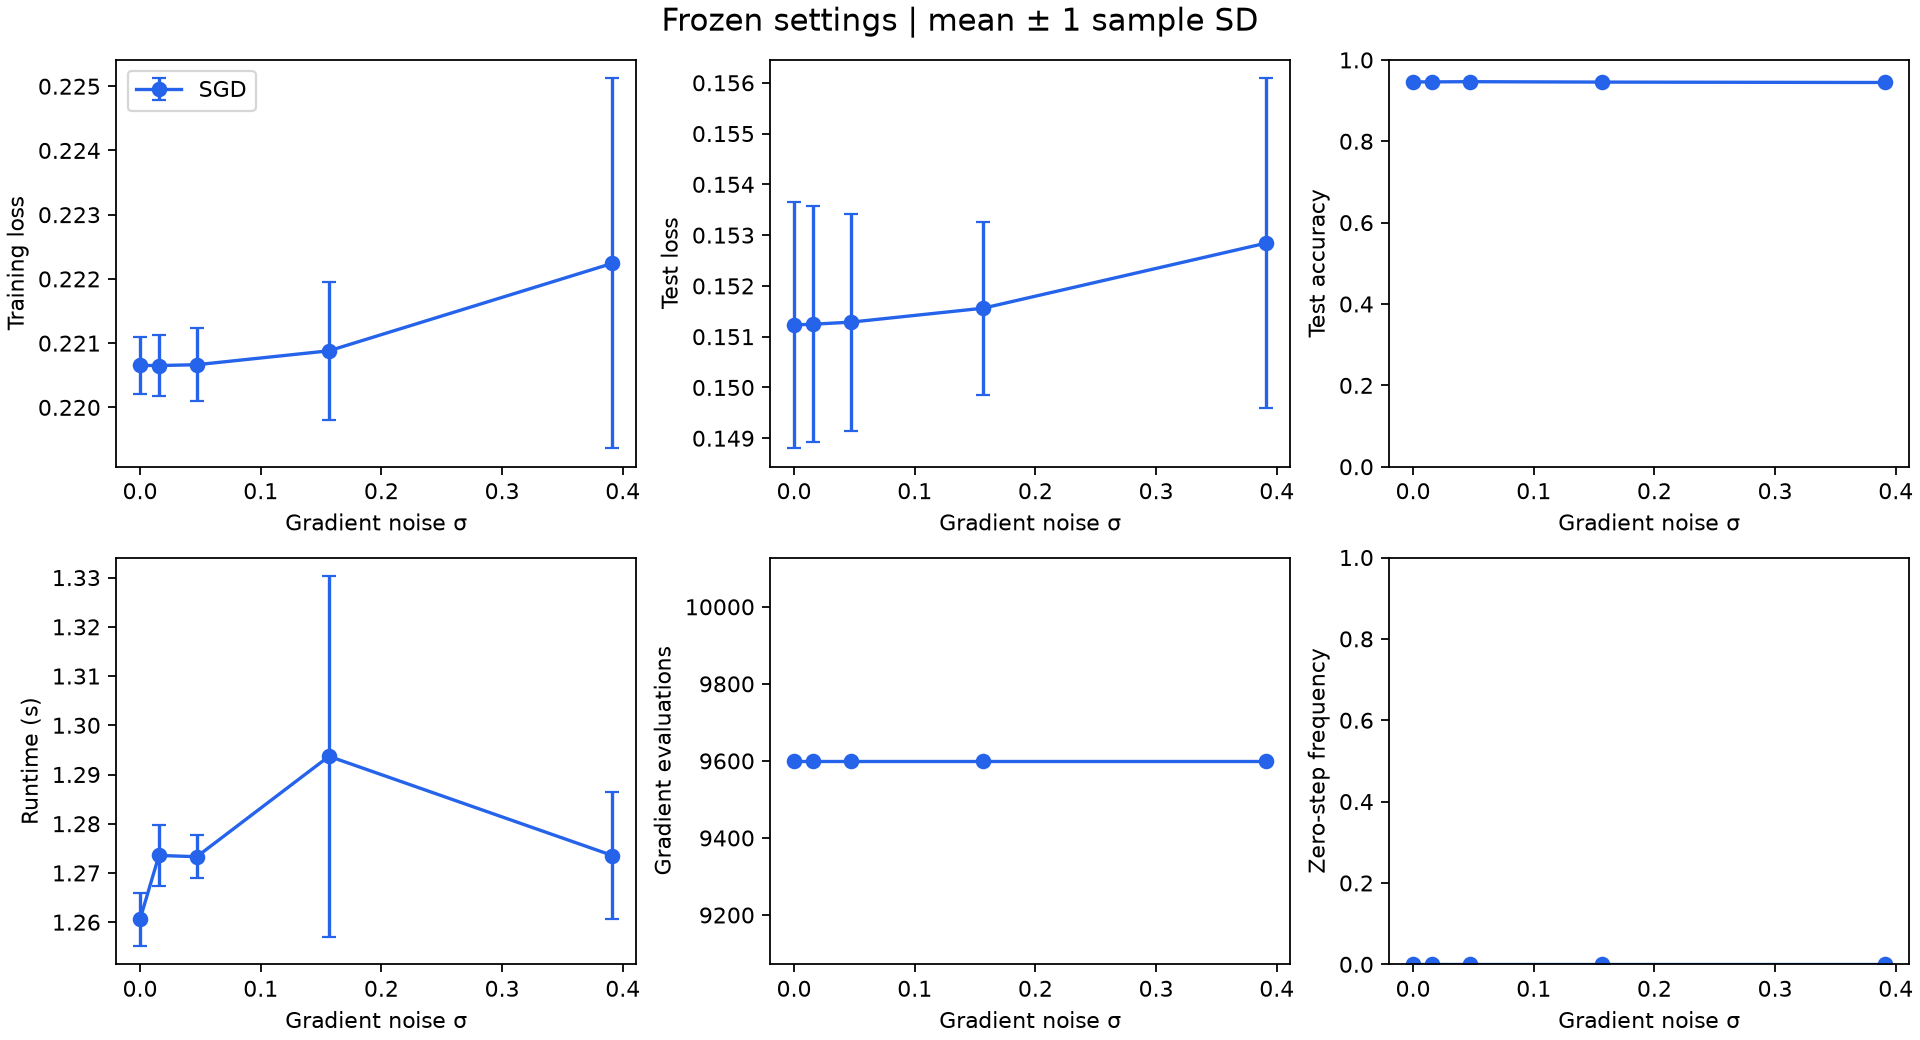 Frozen settings | mean ± 1 sample SD
SGD
Training loss
0.225
0.224
0.223
0.222
0.221
0.220
0.0 0.1 0.2 0.3 0.4
Gradient noise σ
Test loss
0.156
0.155
0.154
0.153
0.152
0.151
0.150
0.149
0.0 0.1 0.2 0.3 0.4
Gradient noise σ
Test accuracy
1.0
0.8
0.6
0.4
0.2
0.0
0.0 0.1 0.2 0.3 0.4
Gradient noise σ
Runtime (s)
1.33
1.32
1.31
1.30
1.29
1.28
1.27
1.26
0.0 0.1 0.2 0.3 0.4
Gradient noise σ
Gradient evaluations
10000
9800
9600
9400
9200
0.0 0.1 0.2 0.3 0.4
Gradient noise σ
Zero-step frequency
1.0
0.8
0.6
0.4
0.2
0.0
0.0 0.1 0.2 0.3 0.4
Gradient noise σ